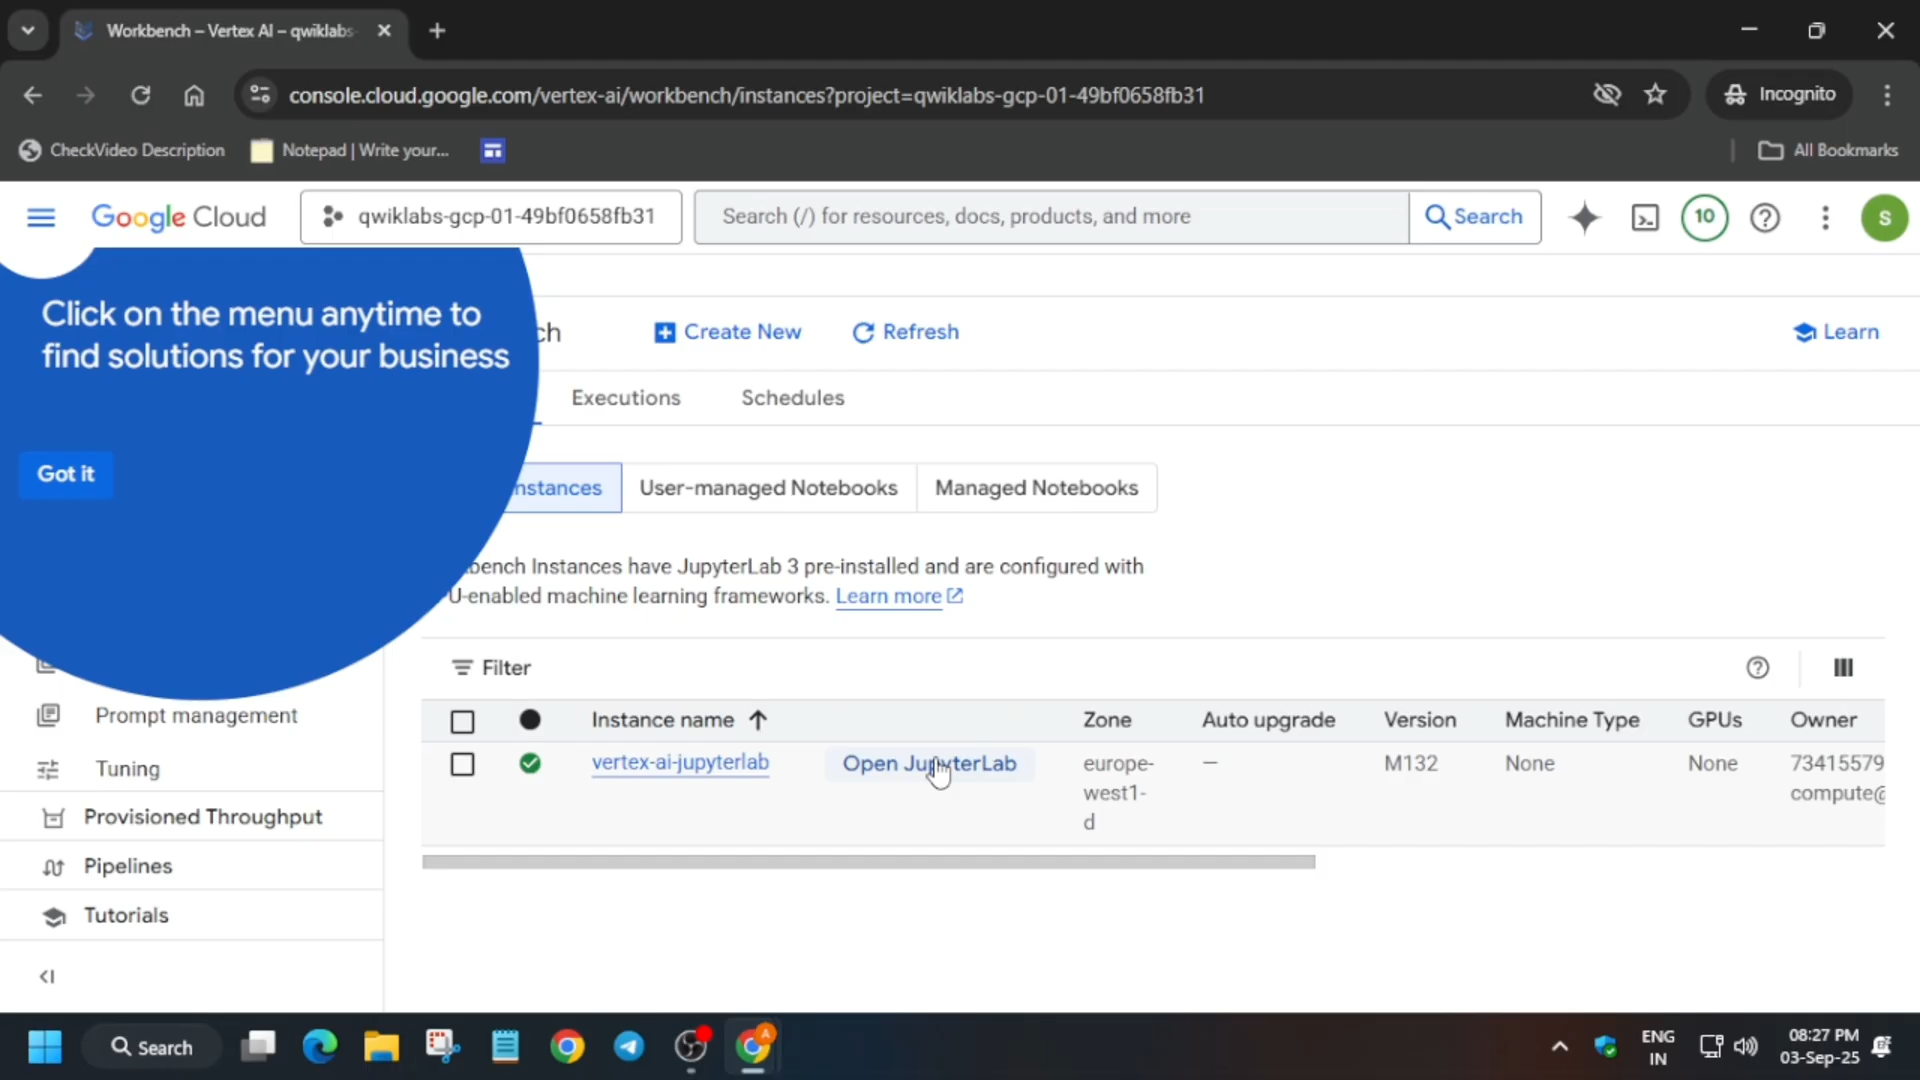 Workbench – Vertex AI – qwiklabs-
console.cloud.google.com/vertex-ai/workbench/instances?project=qwiklabs-gcp-01-49bf0658fb31
Incognito
CheckVideo Description
Notepad | Write your...
All Bookmarks
Google Cloud
qwiklabs-gcp-01-49bf0658fb31
Search (/) for resources, docs, products, and more
Search
10
S
Click on the menu anytime to
find solutions for your business
Got it
ch
Create New
Refresh
Learn
Executions
Schedules
nstances
User-managed Notebooks
Managed Notebooks
bench Instances have JupyterLab 3 pre-installed and are configured with
U-enabled machine learning frameworks. Learn more
Filter
Instance name
Zone
Auto upgrade
Version
Machine Type
GPUs
Owner
vertex-ai-jupyterlab
Open JupyterLab
europe-
west1-
d
–
M132
None
None
73415579
compute@
Prompt management
Tuning
Provisioned Throughput
Pipelines
Tutorials
Search
A
ENG
IN
08:27 PM
03-Sep-25